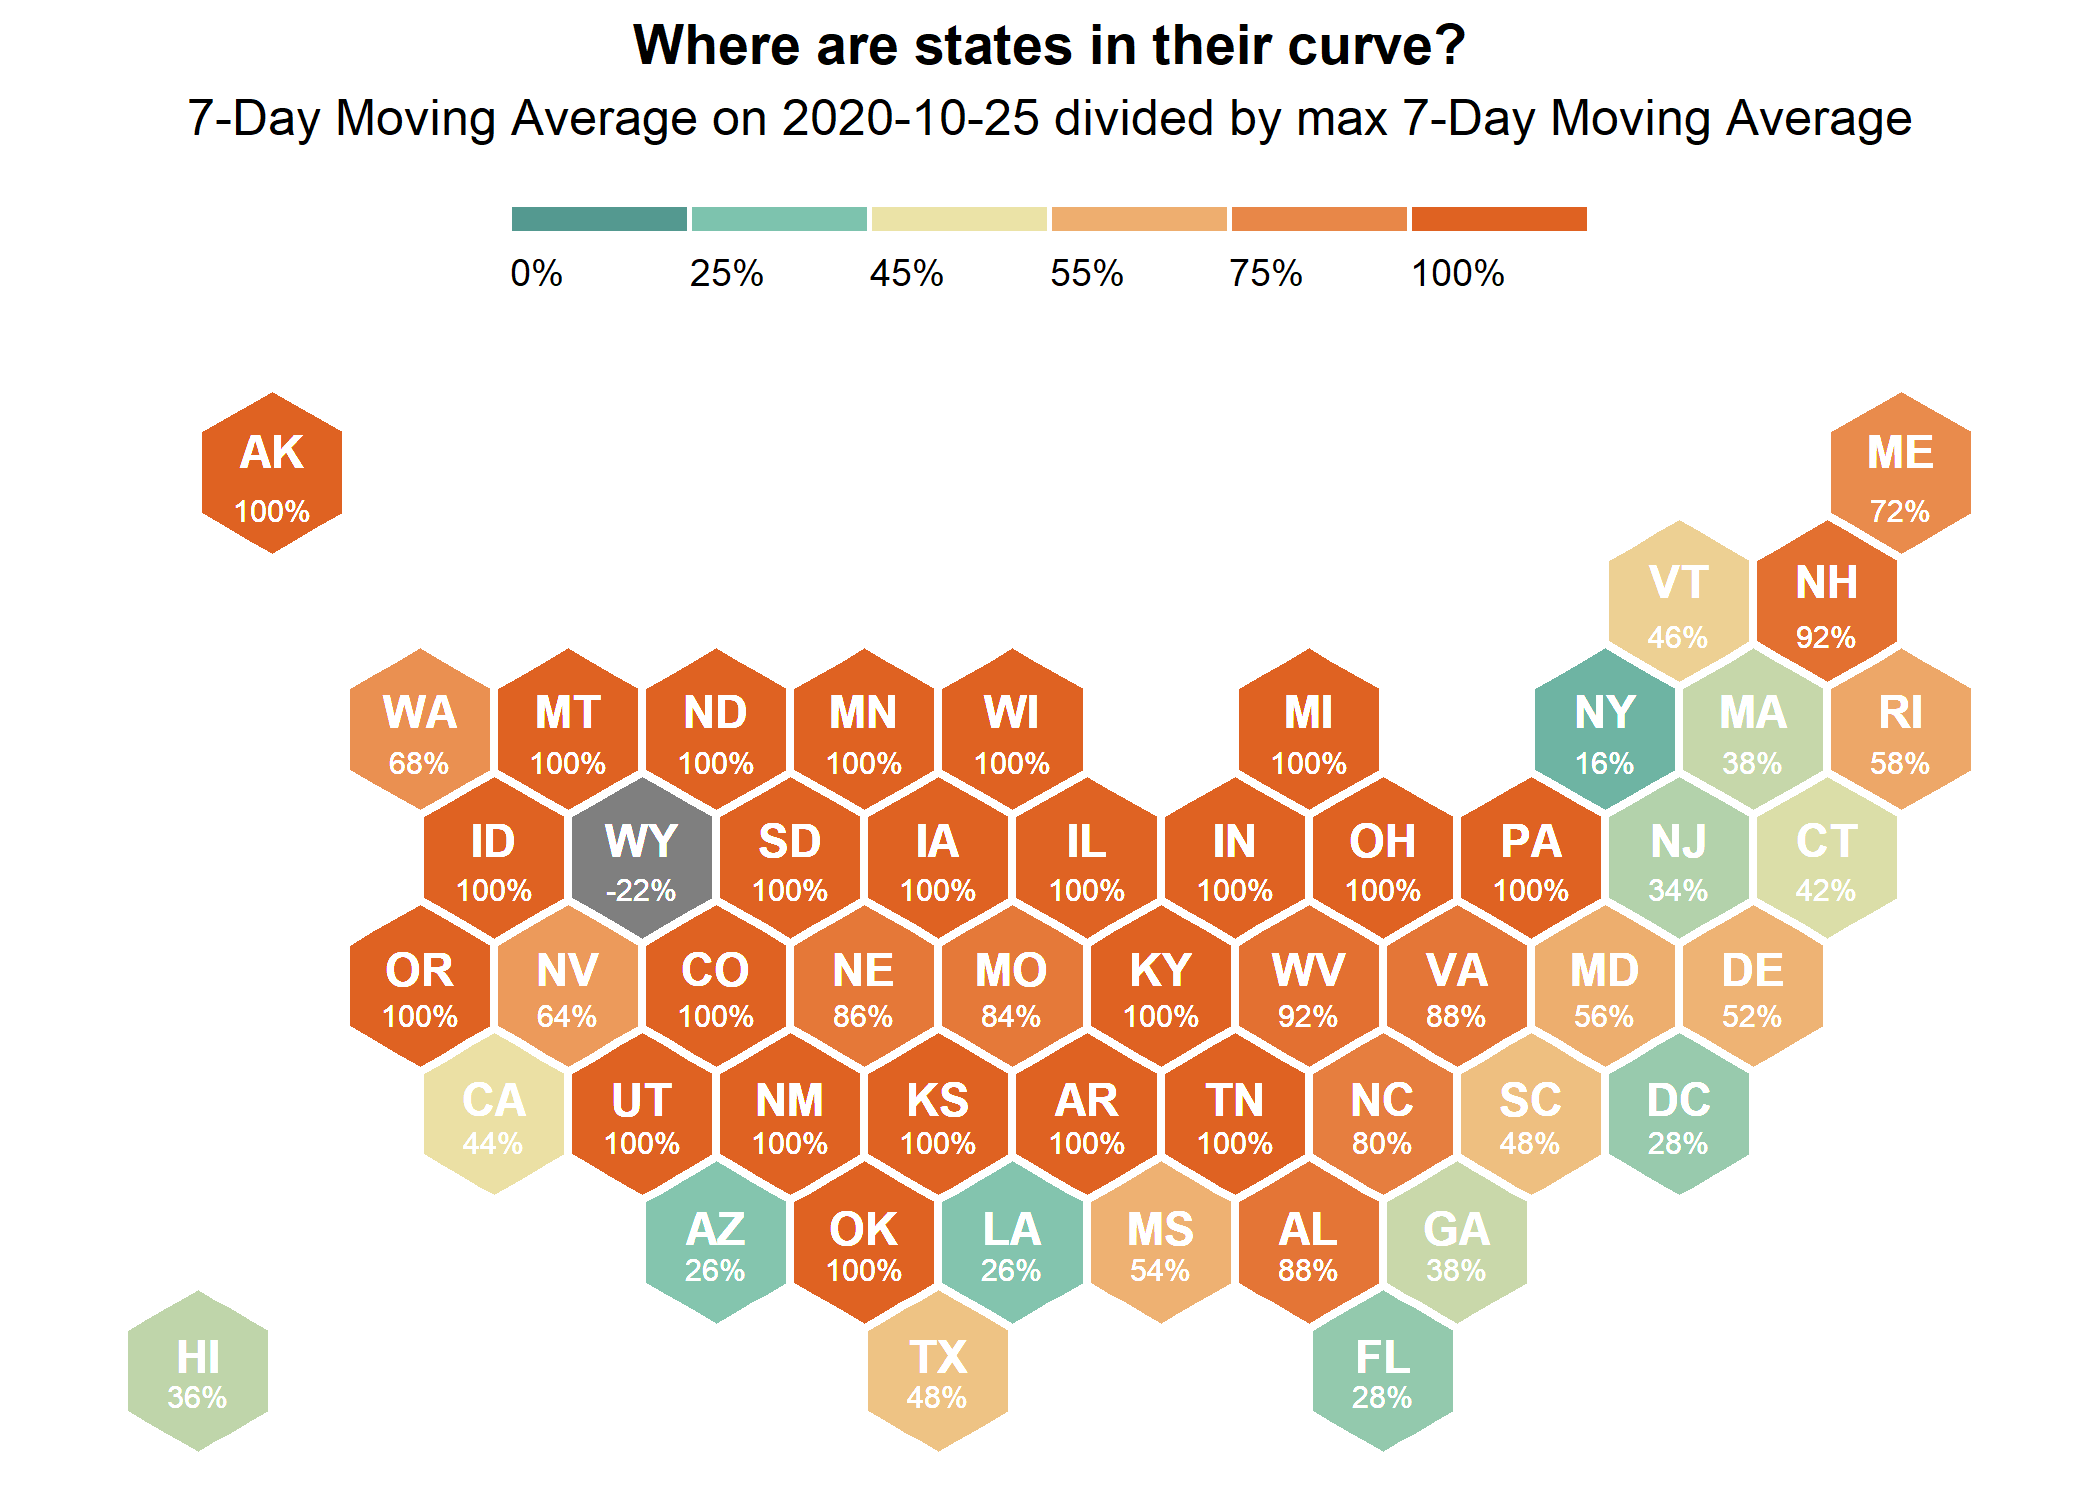 Where are states in their curve?
7-Day Moving Average on 2020-10-25 divided by max 7-Day Moving Average
0% 25% 45% 55% 75% 100%
AK ME
100% 72%
VT NH
46% 92%
WA MT ND MN WI MI NY MA RI
68% 100% 100% 100% 100% 100% 16% 38% 58%
ID WY SD IA IL IN OH PA NJ CT
100% -22% 100% 100% 100% 100% 100% 100% 34% 42%
OR NV CO NE MO KY WV VA MD DE
100% 64% 100% 86% 84% 100% 92% 88% 56% 52%
CA UT NM KS AR TN NC SC DC
44% 100% 100% 100% 100% 100% 80% 48% 28%
AZ OK LA MS AL GA
26% 100% 26% 54% 88% 38%
HI TX FL
36% 48% 28%